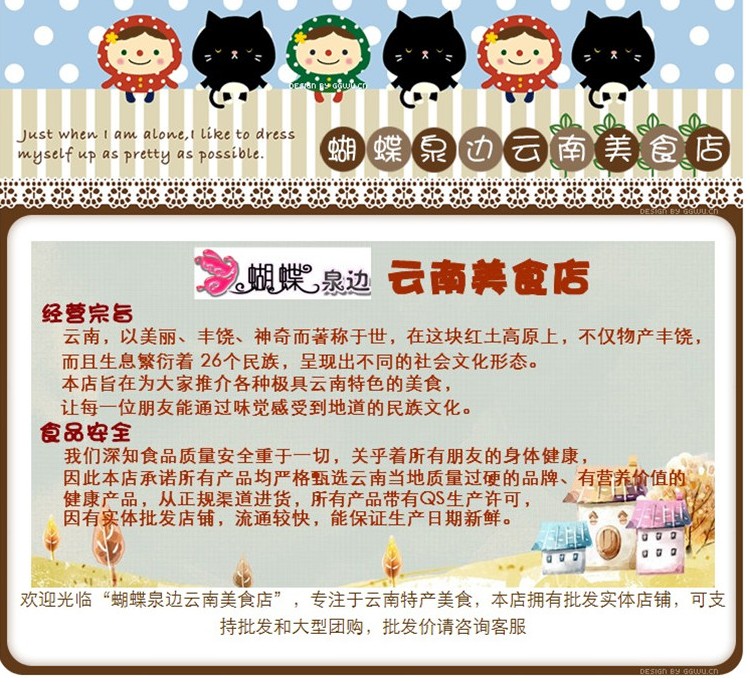 DESIGN BY GGWU.CN
Just when I am alone,I like to dress
myself up as pretty as possible.
蝴蝶泉边云南美食店
DESIGN BY GGWU.CN
蝴蝶泉边 云南美食店
经营宗旨
云南，以美丽、丰饶、神奇而著称于世，在这块红土高原上，不仅物产丰饶，
而且生息繁衍着 26个民族，呈现出不同的社会文化形态。
本店旨在为大家推介各种极具云南特色的美食，
让每一位朋友能通过味觉感受到地道的民族文化。
食品安全
我们深知食品质量安全重于一切，关乎着所有朋友的身体健康，
因此本店承诺所有产品均严格甄选云南当地质量过硬的品牌、有营养价值的
健康产品，从正规渠道进货，所有产品带有QS生产许可，
因有实体批发店铺，流通较快，能保证生产日期新鲜。
欢迎光临“蝴蝶泉边云南美食店”，专注于云南特产美食，本店拥有批发实体店铺，可支
持批发和大型团购，批发价请咨询客服
DESIGN BY GGWU.CN